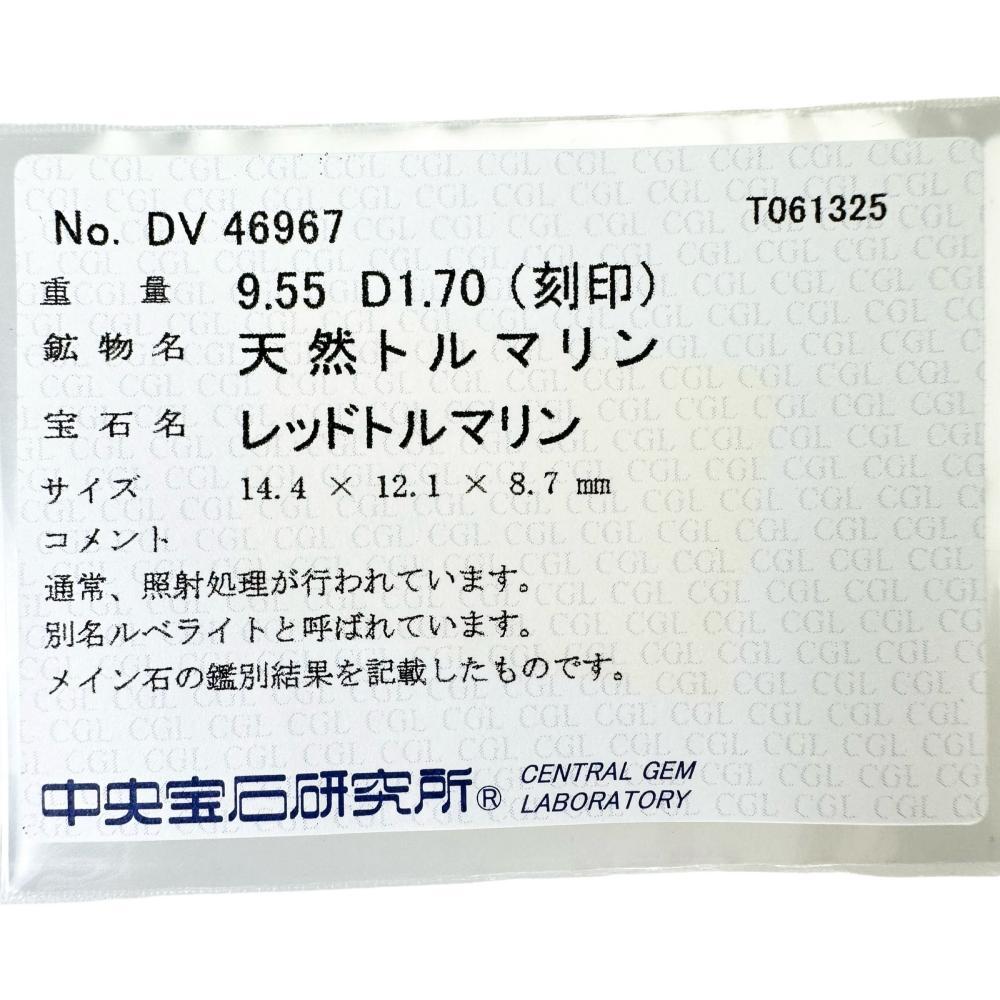 No. DV 46967
T061325
重量 9.55 D1.70（刻印）
鉱物名 天然トルマリン
宝石名 レッドトルマリン
サイズ 14.4 × 12.1 × 8.7 mm
コメント
通常、照射処理が行われています。
別名ルベライトと呼ばれています。
メイン石の鑑別結果を記載したものです。
中央宝石研究所® CENTRAL GEM
LABORATORY